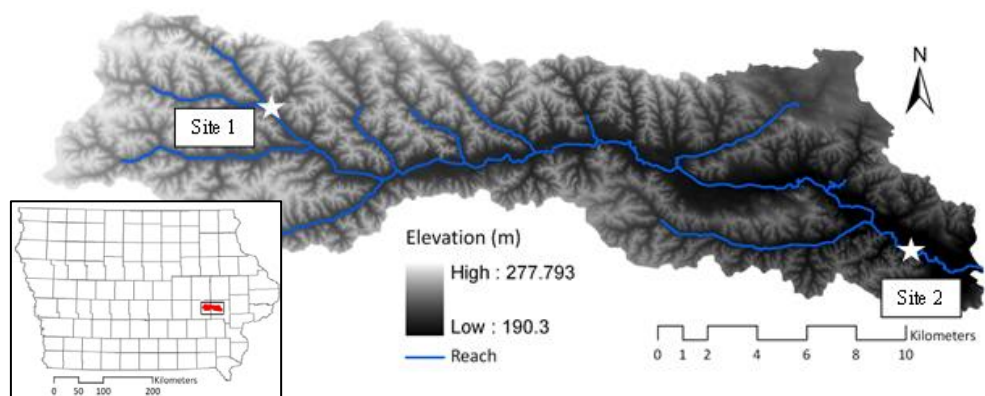 N
Site 1
Elevation (m)
High : 277.793
Low : 190.3
Reach
Site 2
Kilometers
0 1 2 4 6 8 10
Kilometers
0 50 100 200